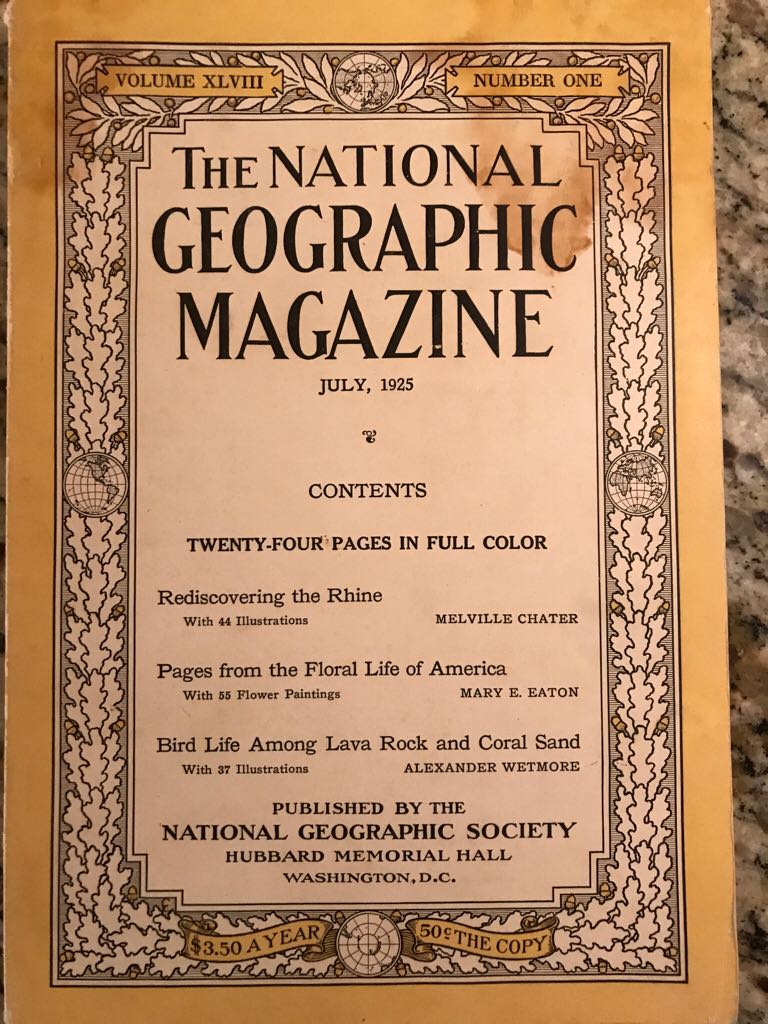 VOLUME XLVIII
NUMBER ONE
THE NATIONAL
GEOGRAPHIC
MAGAZINE
JULY, 1925
CONTENTS
TWENTY-FOUR PAGES IN FULL COLOR
Rediscovering the Rhine
With 44 Illustrations MELVILLE CHATER
Pages from the Floral Life of America
With 55 Flower Paintings MARY E. EATON
Bird Life Among Lava Rock and Coral Sand
With 37 Illustrations ALEXANDER WETMORE
PUBLISHED BY THE
NATIONAL GEOGRAPHIC SOCIETY
HUBBARD MEMORIAL HALL
WASHINGTON, D.C.
$3.50 A YEAR
50¢ THE COPY